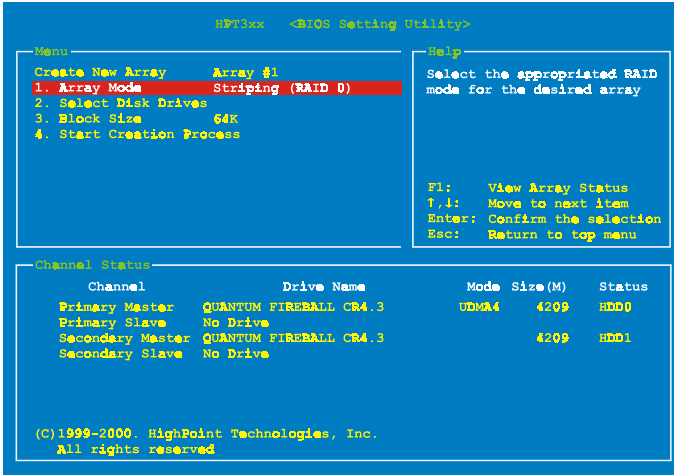 HPT3xx <BIOS Setting Utility>
Menu
Create New Array Array #1
1. Array Mode Striping (RAID 0)
2. Select Disk Drives
3. Block Size 64K
4. Start Creation Process
Help
Select the appropriated RAID
mode for the desired array
F1: View Array Status
↑,↓: Move to next item
Enter: Confirm the selection
Esc: Return to top menu
Channel Status
Channel Drive Name Mode Size(M) Status
Primary Master QUANTUM FIREBALL CR4.3 UDMA4 4209 HDD0
Primary Slave No Drive
Secondary Master QUANTUM FIREBALL CR4.3 4209 HDD1
Secondary Slave No Drive
(C)1999-2000. HighPoint Technologies, Inc.
All rights reserved